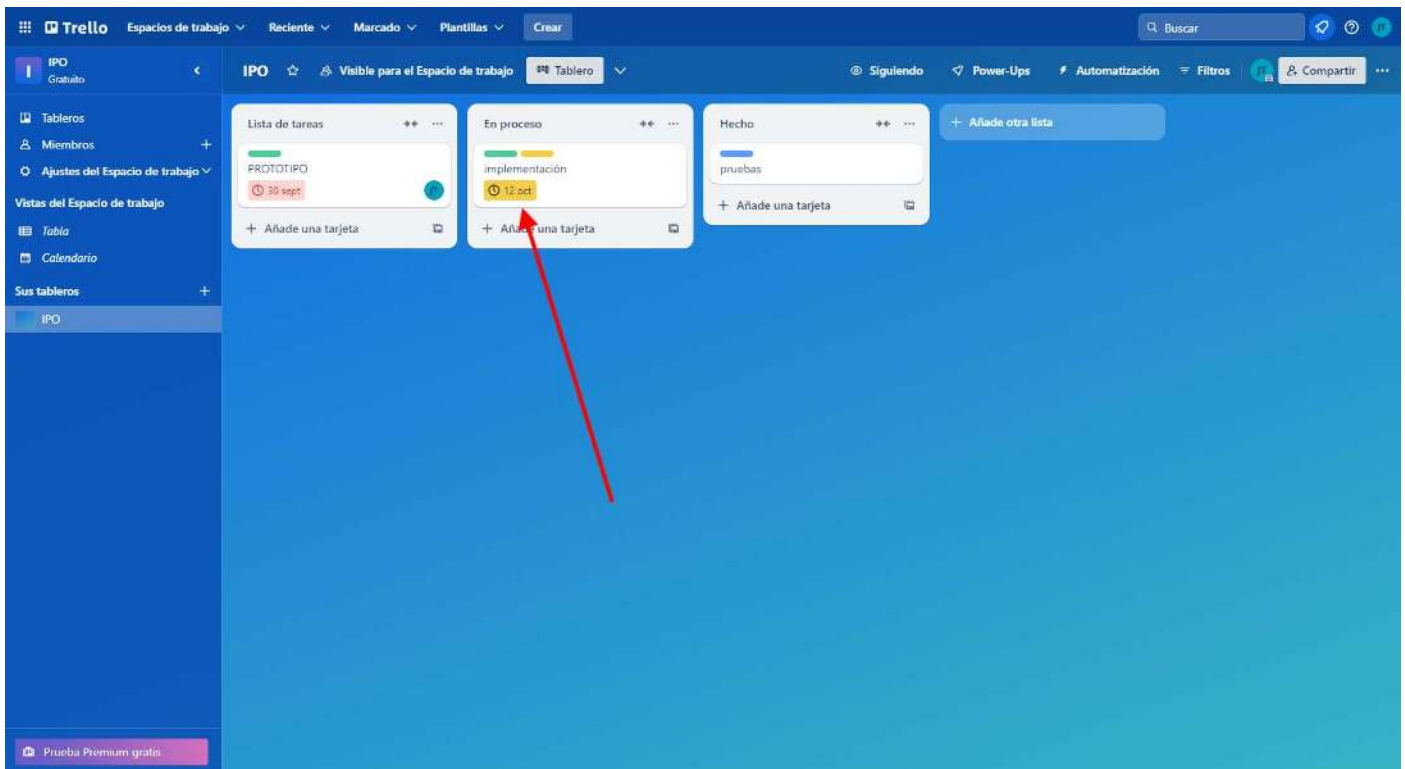 Trello Espacios de trabajo Reciente Marcado Plantillas Crear Buscar
I IPO
Gratuito
IPO Visible para el Espacio de trabajo Tablero Siguiendo Power-Ups Automatización Filtros Compartir
Tableros
Miembros
Ajustes del Espacio de trabajo
Vistas del Espacio de trabajo
Tabla
Calendario
Sus tableros
IPO
Prueba Premium gratis
Lista de tareas
PROTOTIPO
30 sept
+ Añade una tarjeta
En proceso
implementación
12 oct
+ Añade una tarjeta
Hecho
pruebas
+ Añade una tarjeta
+ Añade otra lista